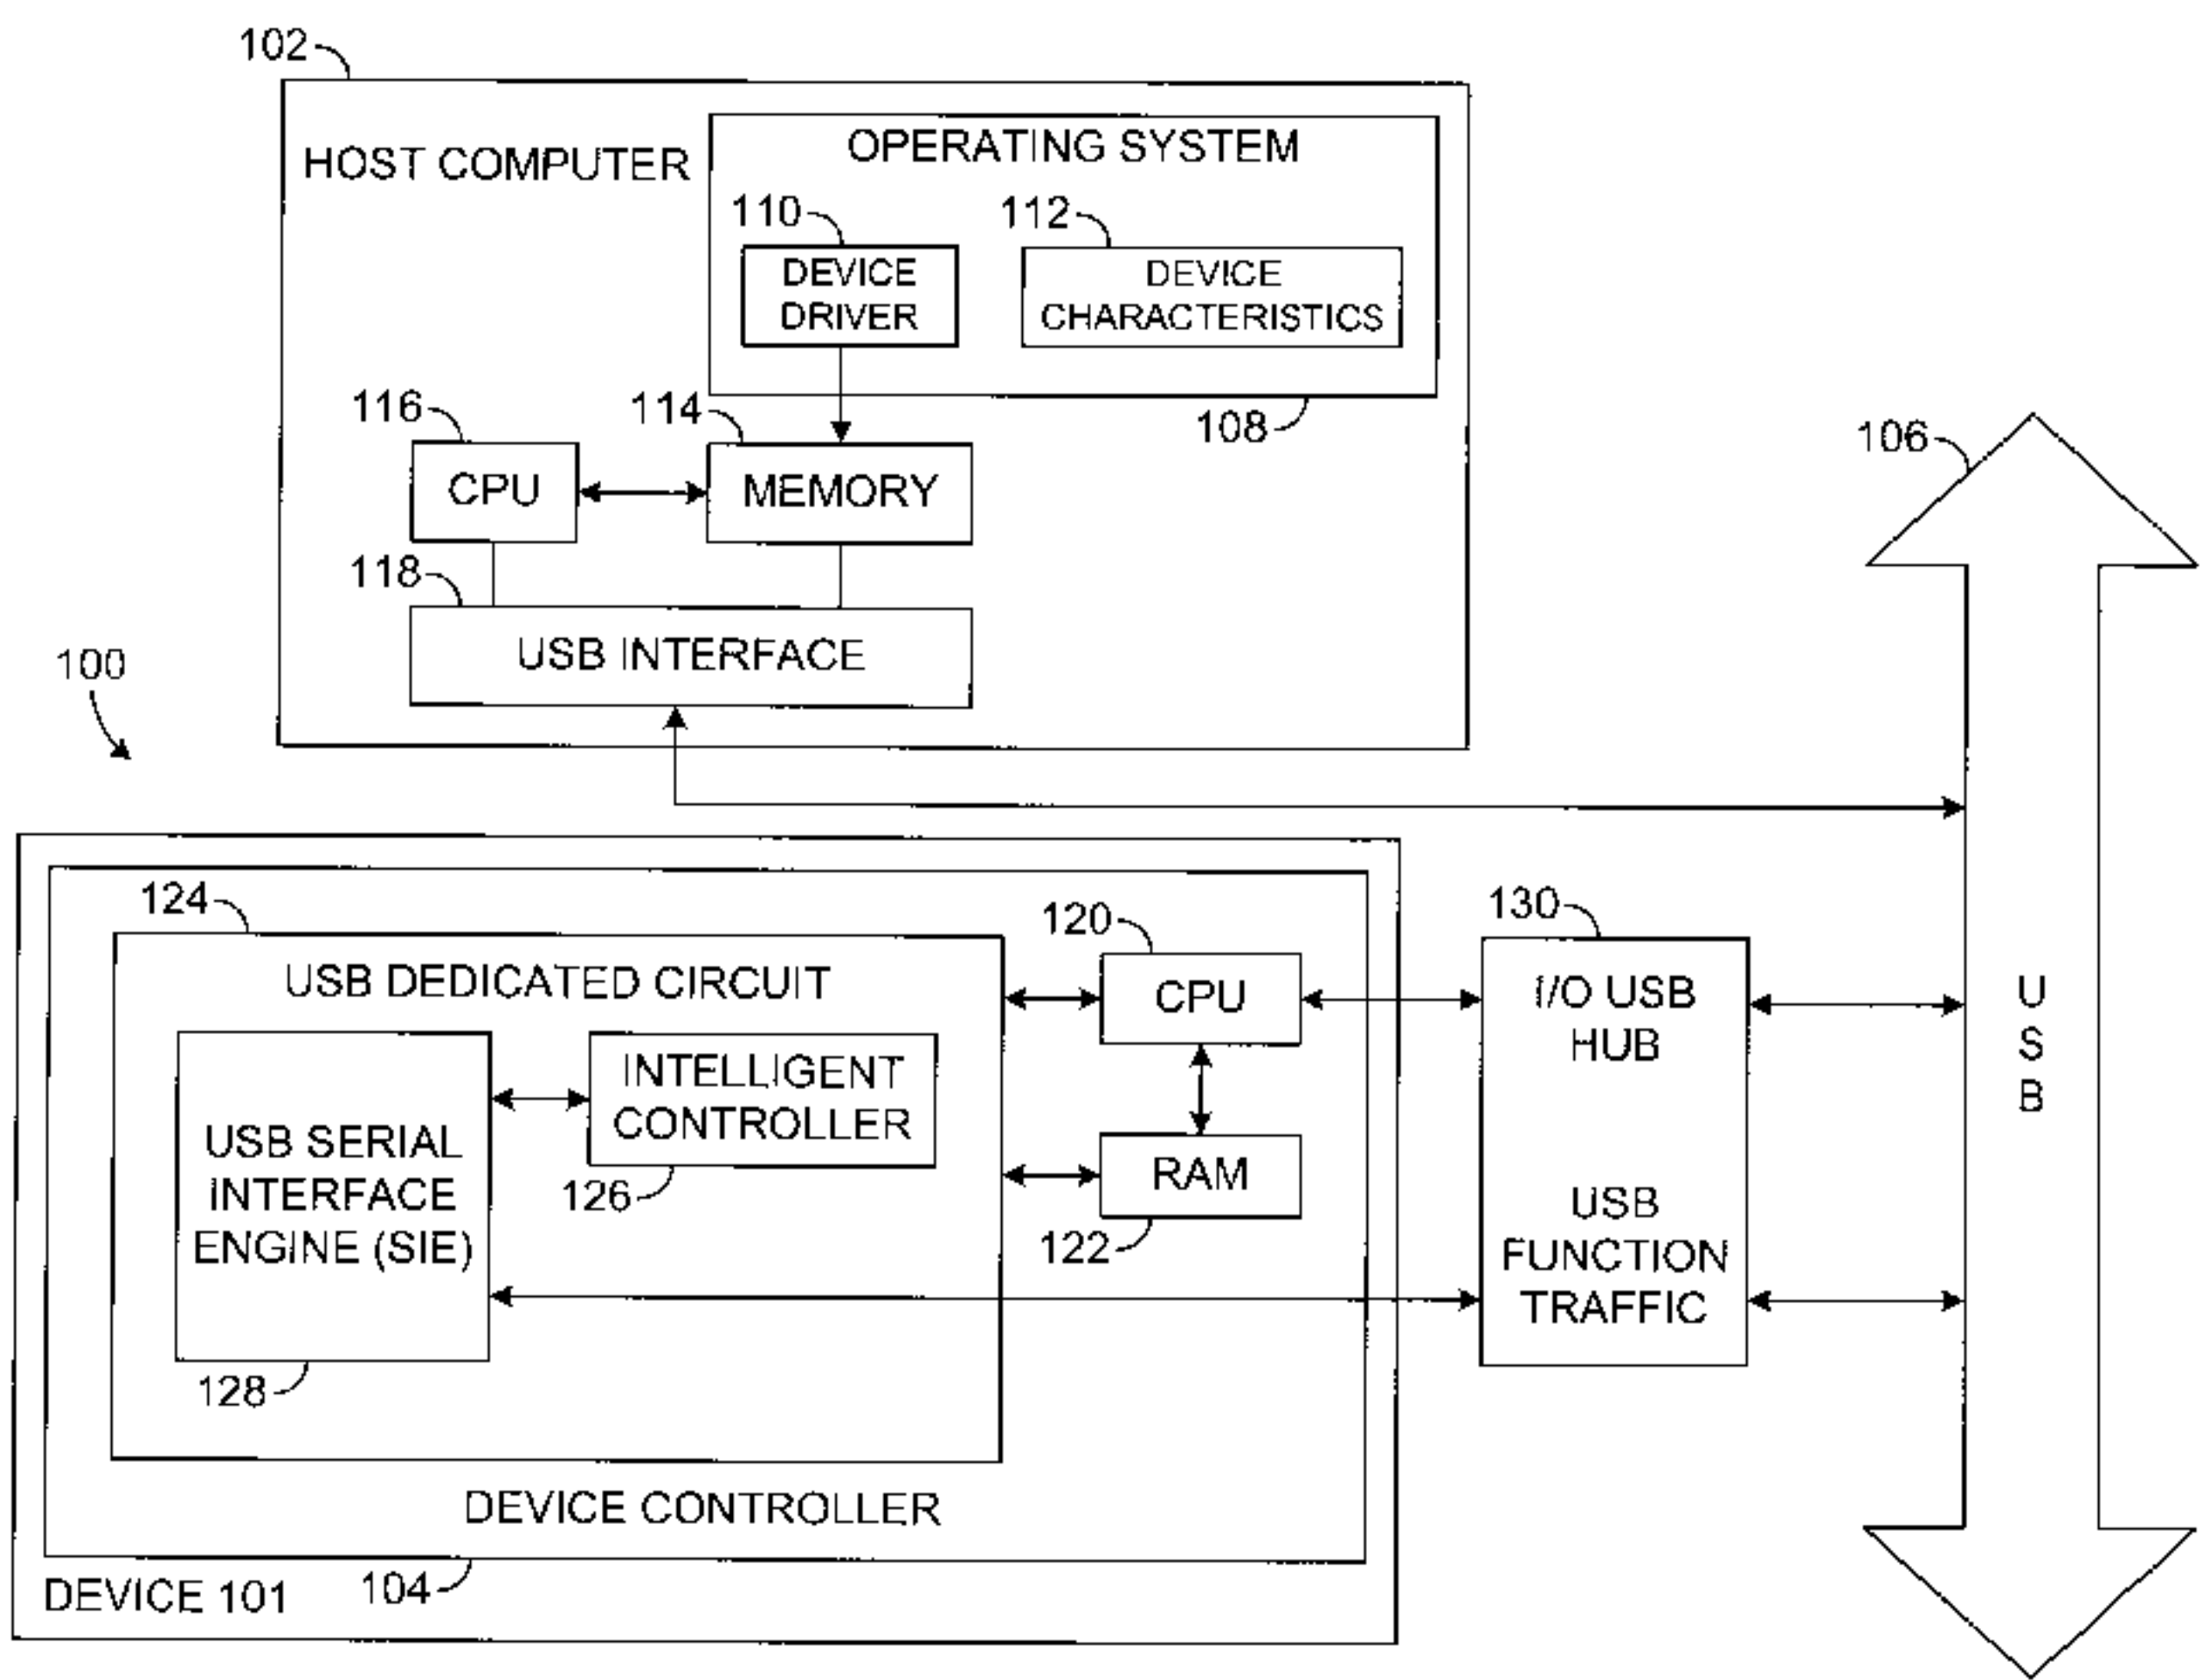 102
HOST COMPUTER
OPERATING SYSTEM
110
112
DEVICE
DRIVER
DEVICE
CHARACTERISTICS
116
114
108
CPU
MEMORY
118
USB INTERFACE
100
106
U
S
B
124
120
130
USB DEDICATED CIRCUIT
CPU
I/O USB
HUB
INTELLIGENT
CONTROLLER
126
USB SERIAL
INTERFACE
ENGINE (SIE)
RAM
122
USB
FUNCTION
TRAFFIC
128
DEVICE CONTROLLER
104
DEVICE 101